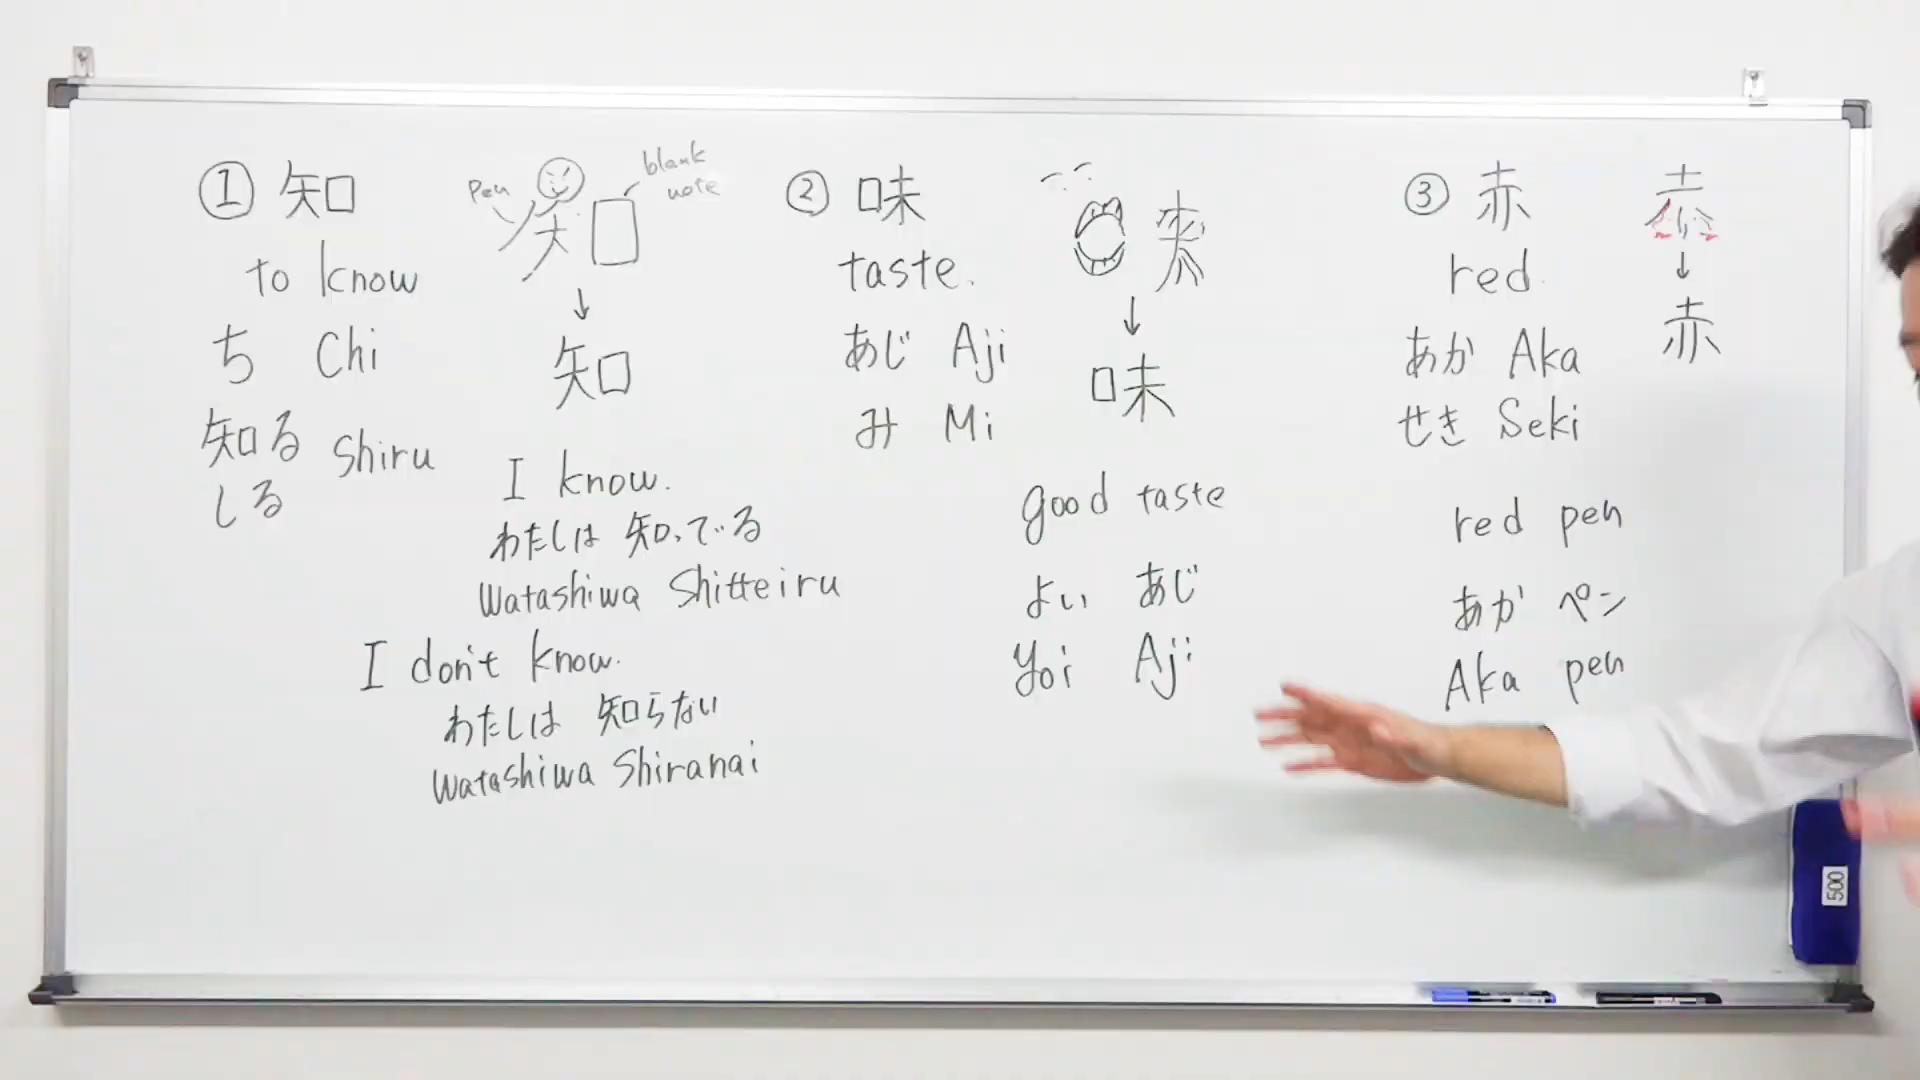 ① 知
to know
ち Chi
知る Shiru
しる
Pen
blank
note
知
I know.
わたしは 知っている
Watashiwa Shitteiru
I don't know.
わたしは 知らない
Watashiwa Shiranai
② 味
taste.
あじ Aji
み Mi
↓
味
good taste
よい あじ
Yoi Aji
③ 赤
red.
あか Aka
せき Seki
↓
赤
red pen
あか ペン
Aka pen
500